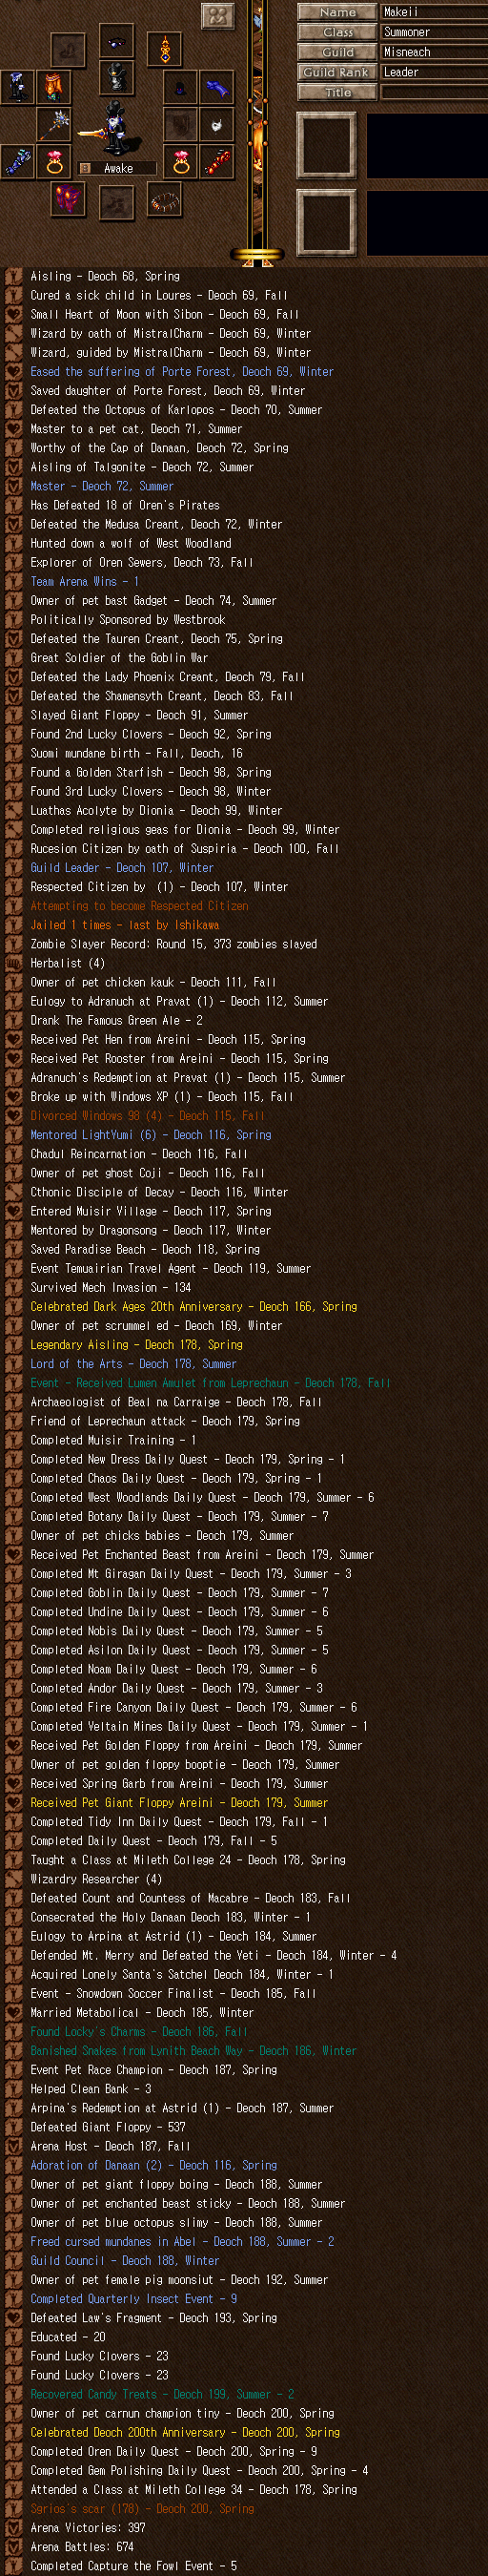 Name Makeii
Class Summoner
Guild Misneach
Guild Rank Leader
Title
Awake
Aisling - Deoch 68, Spring
Cured a sick child in Loures - Deoch 69, Fall
Small Heart of Moon with Sibon - Deoch 69, Fall
Wizard by oath of MistralCharm - Deoch 69, Winter
Wizard, guided by MistralCharm - Deoch 69, Winter
Eased the suffering of Porte Forest, Deoch 69, Winter
Saved daughter of Porte Forest, Deoch 69, Winter
Defeated the Octopus of Karlopos - Deoch 70, Summer
Master to a pet cat, Deoch 71, Summer
Worthy of the Cap of Danaan, Deoch 72, Spring
Aisling of Talgonite - Deoch 72, Summer
Master - Deoch 72, Summer
Has Defeated 18 of Oren's Pirates
Defeated the Medusa Creant, Deoch 72, Winter
Hunted down a wolf of West Woodland
Explorer of Oren Sewers, Deoch 73, Fall
Team Arena Wins - 1
Owner of pet bast Gadget - Deoch 74, Summer
Politically Sponsored by Westbrook
Defeated the Tauren Creant, Deoch 75, Spring
Great Soldier of the Goblin War
Defeated the Lady Phoenix Creant, Deoch 79, Fall
Defeated the Shamensyth Creant, Deoch 83, Fall
Slayed Giant Floppy - Deoch 91, Summer
Found 2nd Lucky Clovers - Deoch 92, Spring
Suomi mundane birth - Fall, Deoch, 16
Found a Golden Starfish - Deoch 98, Spring
Found 3rd Lucky Clovers - Deoch 98, Winter
Luathas Acolyte by Dionia - Deoch 99, Winter
Completed religious geas for Dionia - Deoch 99, Winter
Rucesion Citizen by oath of Suspiria - Deoch 100, Fall
Guild Leader - Deoch 107, Winter
Respected Citizen by  (1) - Deoch 107, Winter
Attempting to become Respected Citizen
Jailed 1 times - last by Ishikawa
Zombie Slayer Record: Round 15, 373 zombies slayed
Herbalist (4)
Owner of pet chicken kauk - Deoch 111, Fall
Eulogy to Adranuch at Pravat (1) - Deoch 112, Summer
Drank The Famous Green Ale - 2
Received Pet Hen from Areini - Deoch 115, Spring
Received Pet Rooster from Areini - Deoch 115, Spring
Adranuch's Redemption at Pravat (1) - Deoch 115, Summer
Broke up with Windows XP (1) - Deoch 115, Fall
Divorced Windows 98 (4) - Deoch 115, Fall
Mentored LightYumi (6) - Deoch 116, Spring
Chadul Reincarnation - Deoch 116, Fall
Owner of pet ghost Coji - Deoch 116, Fall
Cthonic Disciple of Decay - Deoch 116, Winter
Entered Muisir Village - Deoch 117, Spring
Mentored by Dragonsong - Deoch 117, Winter
Saved Paradise Beach - Deoch 118, Spring
Event Temuairian Travel Agent - Deoch 119, Summer
Survived Mech Invasion - 134
Celebrated Dark Ages 20th Anniversary - Deoch 166, Spring
Owner of pet scrummel ed - Deoch 169, Winter
Legendary Aisling - Deoch 178, Spring
Lord of the Arts - Deoch 178, Summer
Event - Received Lumen Amulet from Leprechaun - Deoch 178, Fall
Archaeologist of Beal na Carraige - Deoch 178, Fall
Friend of Leprechaun attack - Deoch 179, Spring
Completed Muisir Training - 1
Completed New Dress Daily Quest - Deoch 179, Spring - 1
Completed Chaos Daily Quest - Deoch 179, Spring - 1
Completed West Woodlands Daily Quest - Deoch 179, Summer - 6
Completed Botany Daily Quest - Deoch 179, Summer - 7
Owner of pet chicks babies - Deoch 179, Summer
Received Pet Enchanted Beast from Areini - Deoch 179, Summer
Completed Mt Giragan Daily Quest - Deoch 179, Summer - 3
Completed Goblin Daily Quest - Deoch 179, Summer - 7
Completed Undine Daily Quest - Deoch 179, Summer - 6
Completed Nobis Daily Quest - Deoch 179, Summer - 5
Completed Asilon Daily Quest - Deoch 179, Summer - 5
Completed Noam Daily Quest - Deoch 179, Summer - 6
Completed Andor Daily Quest - Deoch 179, Summer - 3
Completed Fire Canyon Daily Quest - Deoch 179, Summer - 6
Completed Veltain Mines Daily Quest - Deoch 179, Summer - 1
Received Pet Golden Floppy from Areini - Deoch 179, Summer
Owner of pet golden floppy booptie - Deoch 179, Summer
Received Spring Garb from Areini - Deoch 179, Summer
Received Pet Giant Floppy Areini - Deoch 179, Summer
Completed Tidy Inn Daily Quest - Deoch 179, Fall - 1
Completed Daily Quest - Deoch 179, Fall - 5
Taught a Class at Mileth College 24 - Deoch 178, Spring
Wizardry Researcher (4)
Defeated Count and Countess of Macabre - Deoch 183, Fall
Consecrated the Holy Danaan Deoch 183, Winter - 1
Eulogy to Arpina at Astrid (1) - Deoch 184, Summer
Defended Mt. Merry and Defeated the Yeti - Deoch 184, Winter - 4
Acquired Lonely Santa's Satchel Deoch 184, Winter - 1
Event - Snowdown Soccer Finalist - Deoch 185, Fall
Married Metabolical - Deoch 185, Winter
Found Locky's Charms - Deoch 186, Fall
Banished Snakes from Lynith Beach Way - Deoch 186, Winter
Event Pet Race Champion - Deoch 187, Spring
Helped Clean Bank - 3
Arpina's Redemption at Astrid (1) - Deoch 187, Summer
Defeated Giant Floppy - 537
Arena Host - Deoch 187, Fall
Adoration of Danaan (2) - Deoch 116, Spring
Owner of pet giant floppy boing - Deoch 188, Summer
Owner of pet enchanted beast sticky - Deoch 188, Summer
Owner of pet blue octopus slimy - Deoch 188, Summer
Freed cursed mundanes in Abel - Deoch 188, Summer - 2
Guild Council - Deoch 188, Winter
Owner of pet female pig moonsiut - Deoch 192, Summer
Completed Quarterly Insect Event - 9
Defeated Law's Fragment - Deoch 193, Spring
Educated - 20
Found Lucky Clovers - 23
Found Lucky Clovers - 23
Recovered Candy Treats - Deoch 199, Summer - 2
Owner of pet carnun champion tiny - Deoch 200, Spring
Celebrated Deoch 200th Anniversary - Deoch 200, Spring
Completed Oren Daily Quest - Deoch 200, Spring - 9
Completed Gem Polishing Daily Quest - Deoch 200, Spring - 4
Attended a Class at Mileth College 34 - Deoch 178, Spring
Sgrios's scar (178) - Deoch 200, Spring
Arena Victories: 397
Arena Battles: 674
Completed Capture the Fowl Event - 5